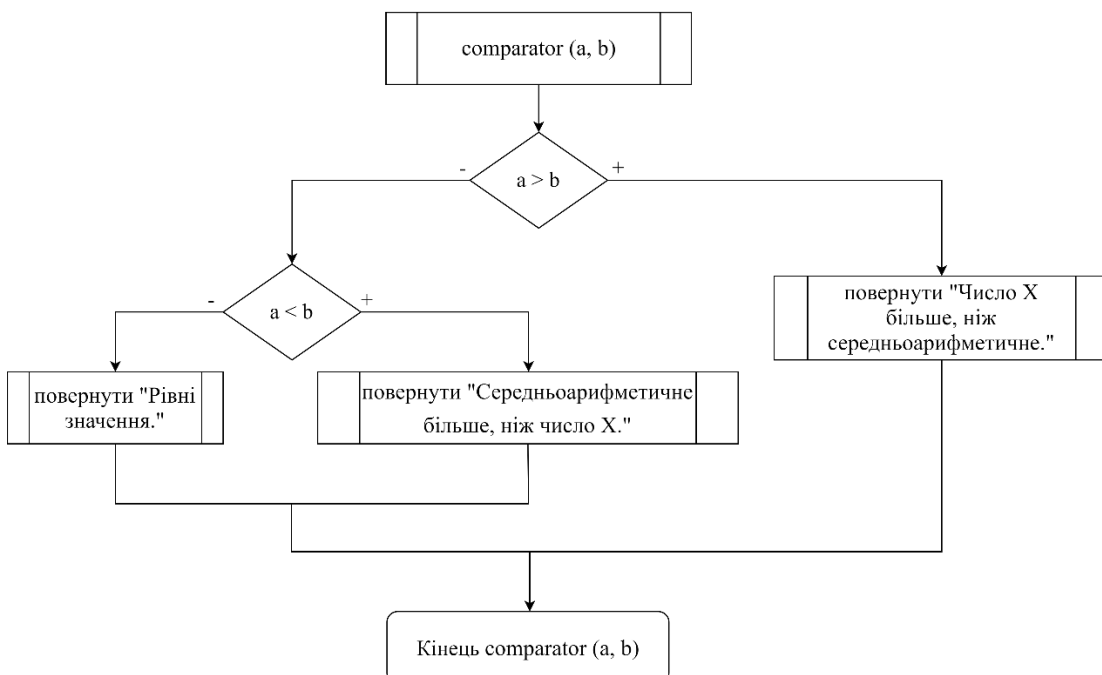 comparator (a, b)
-
a > b
+
-
a < b
+
повернути "Число X
більше, ніж
середньоарифметичне."
повернути "Рівні
значення."
повернути "Середньоарифметичне
більше, ніж число X."
Кінець comparator (a, b)